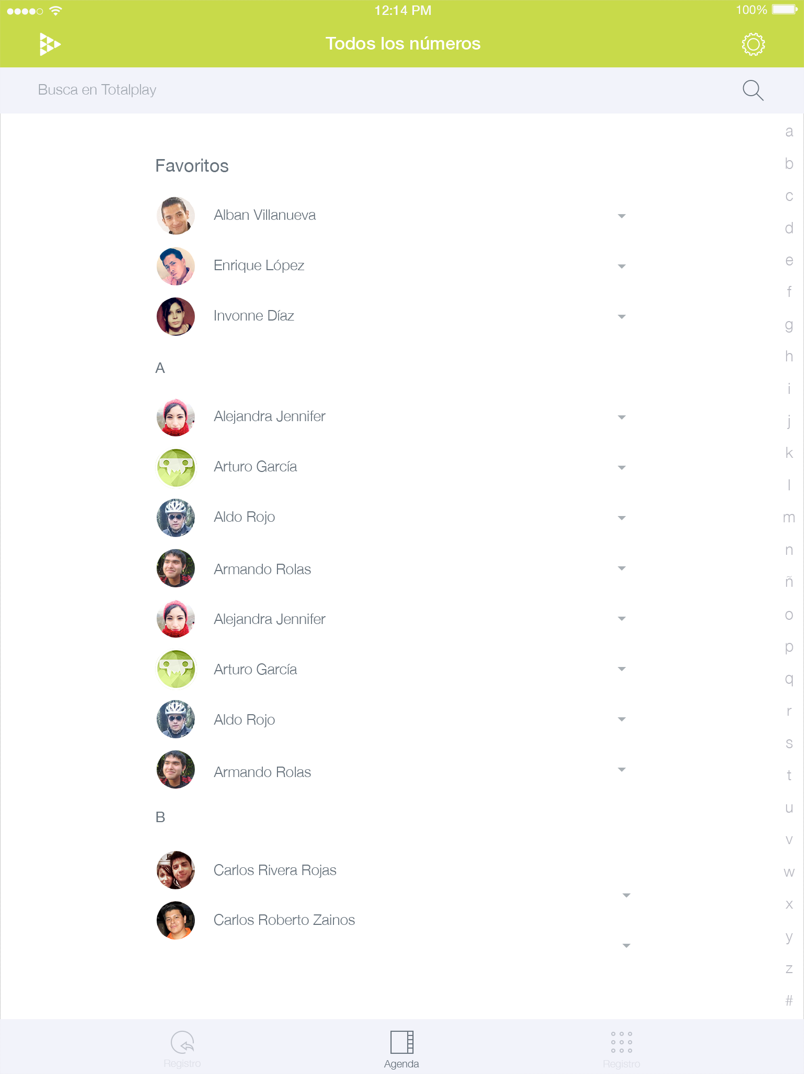 12:14 PM
100%
Todos los números
Busca en Totalplay
Favoritos
Alban Villanueva
Enrique López
Invonne Díaz
A
Alejandra Jennifer
Arturo García
Aldo Rojo
Armando Rolas
Alejandra Jennifer
Arturo García
Aldo Rojo
Armando Rolas
B
Carlos Rivera Rojas
Carlos Roberto Zainos
a
b
c
d
e
f
g
h
i
j
k
l
m
n
ñ
o
p
q
r
s
t
u
v
w
x
y
z
#
Registro
Agenda
Registro